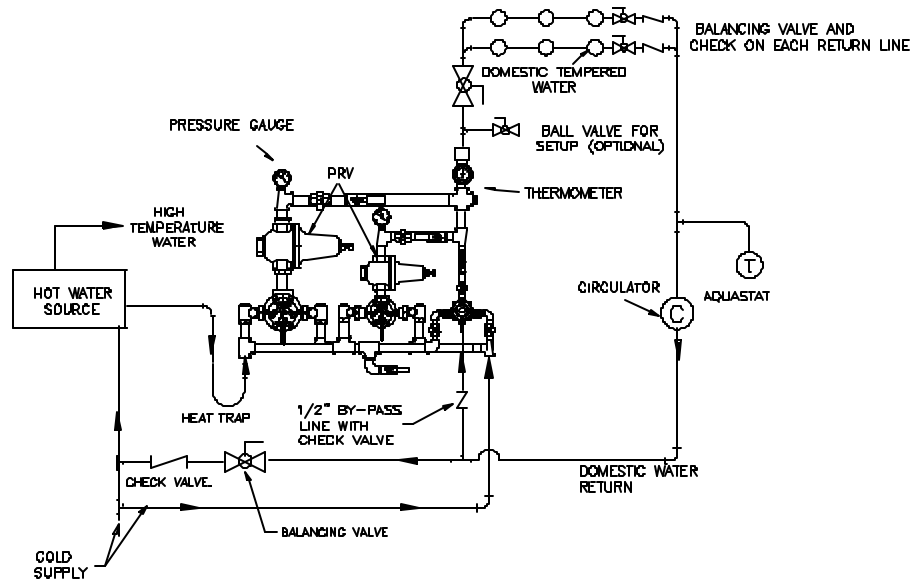 BALANCING VALVE AND
CHECK ON EACH RETURN LINE
DOMESTIC TEMPERED
WATER
PRESSURE GAUGE
BALL VALVE FOR
SETUP (OPTIONAL)
PRV
THERMOMETER
HIGH
TEMPERATURE
WATER
HOT WATER
SOURCE
T
CIRCULATOR
AQUASTAT
C
HEAT TRAP
1/2" BY-PASS
LINE WITH
CHECK VALVE
CHECK VALVE
DOMESTIC WATER
RETURN
BALANCING VALVE
COLD
SUPPLY